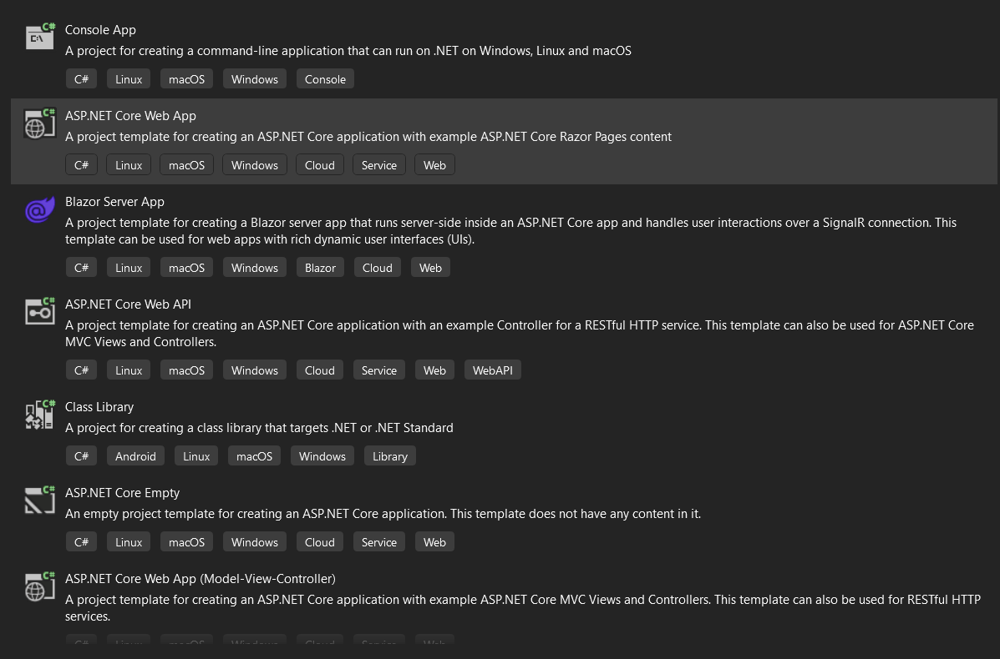 Console App
A project for creating a command-line application that can run on .NET on Windows, Linux and macOS
C# Linux macOS Windows Console
ASP.NET Core Web App
A project template for creating an ASP.NET Core application with example ASP.NET Core Razor Pages content
C# Linux macOS Windows Cloud Service Web
Blazor Server App
A project template for creating a Blazor server app that runs server-side inside an ASP.NET Core app and handles user interactions over a SignalR connection. This
template can be used for web apps with rich dynamic user interfaces (UIs).
C# Linux macOS Windows Blazor Cloud Web
ASP.NET Core Web API
A project template for creating an ASP.NET Core application with an example Controller for a RESTful HTTP service. This template can also be used for ASP.NET Core
MVC Views and Controllers.
C# Linux macOS Windows Cloud Service Web WebAPI
Class Library
A project for creating a class library that targets .NET or .NET Standard
C# Android Linux macOS Windows Library
ASP.NET Core Empty
An empty project template for creating an ASP.NET Core application. This template does not have any content in it.
C# Linux macOS Windows Cloud Service Web
ASP.NET Core Web App (Model-View-Controller)
A project template for creating an ASP.NET Core application with example ASP.NET Core MVC Views and Controllers. This template can also be used for RESTful HTTP
services.
C# Linux macOS Windows Cloud Service Web